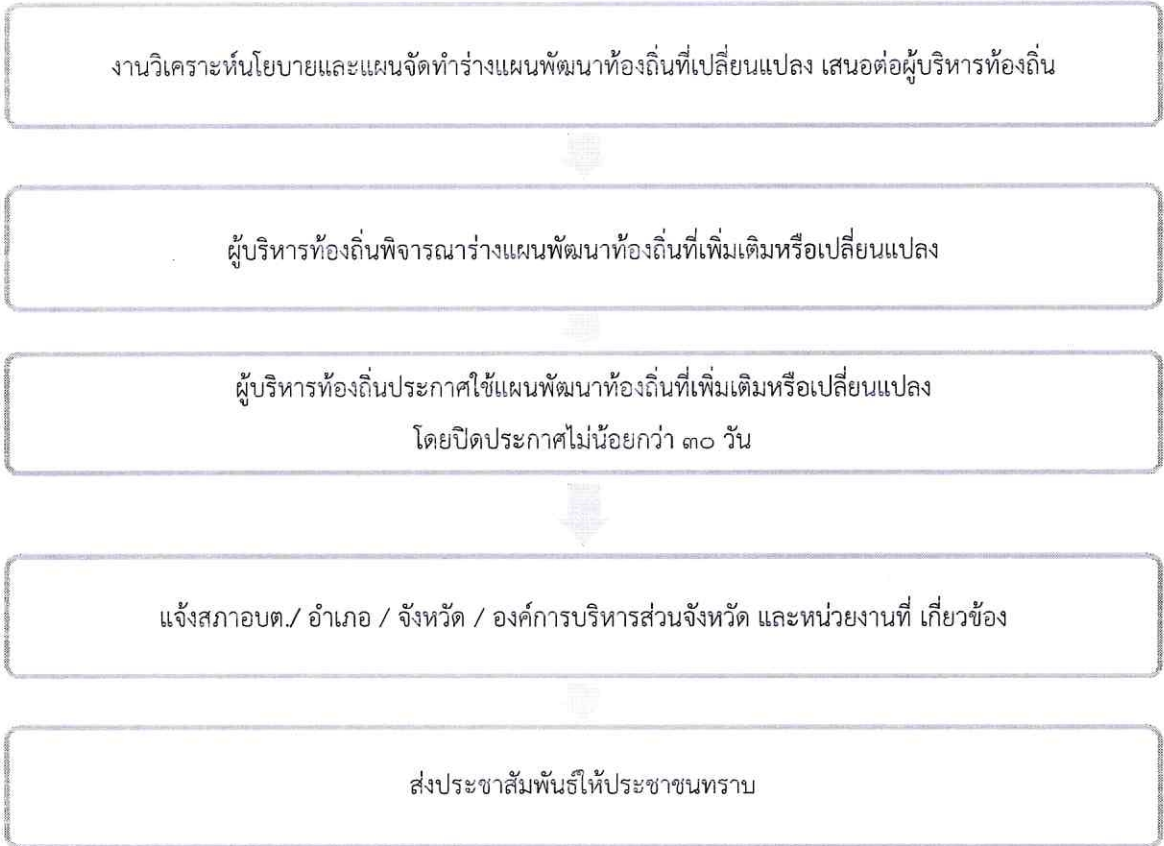 งานวิเคราะห์นโยบายและแผนจัดทำร่างแผนพัฒนาท้องถิ่นที่เปลี่ยนแปลง เสนอต่อผู้บริหารท้องถิ่น
ผู้บริหารท้องถิ่นพิจารณาร่างแผนพัฒนาท้องถิ่นที่เพิ่มเติมหรือเปลี่ยนแปลง
ผู้บริหารท้องถิ่นประกาศใช้แผนพัฒนาท้องถิ่นที่เพิ่มเติมหรือเปลี่ยนแปลง
โดยปิดประกาศไม่น้อยกว่า ๓๐ วัน
แจ้งสภาอบต./ อำเภอ / จังหวัด / องค์การบริหารส่วนจังหวัด และหน่วยงานที่ เกี่ยวข้อง
ส่งประชาสัมพันธ์ให้ประชาชนทราบ